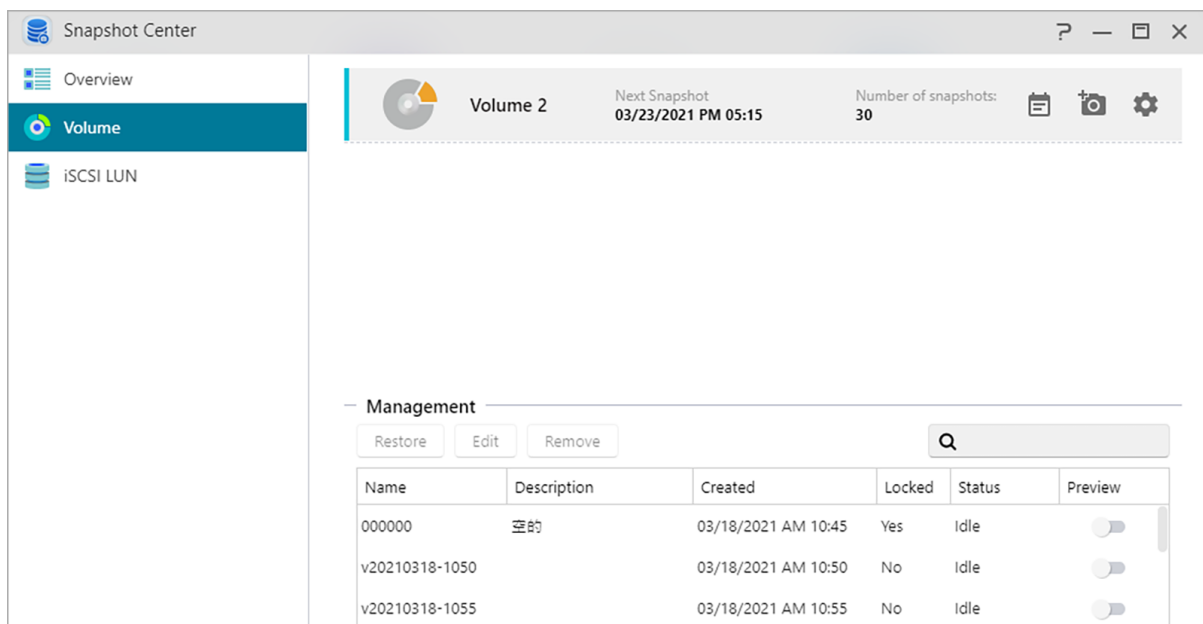 Snapshot Center
Overview
Volume
iSCSI LUN
Volume 2
Next Snapshot
03/23/2021 PM 05:15
Number of snapshots:
30
Management
Restore Edit Remove
Name Description Created Locked Status Preview
000000 空的 03/18/2021 AM 10:45 Yes Idle
v20210318-1050 03/18/2021 AM 10:50 No Idle
v20210318-1055 03/18/2021 AM 10:55 No Idle